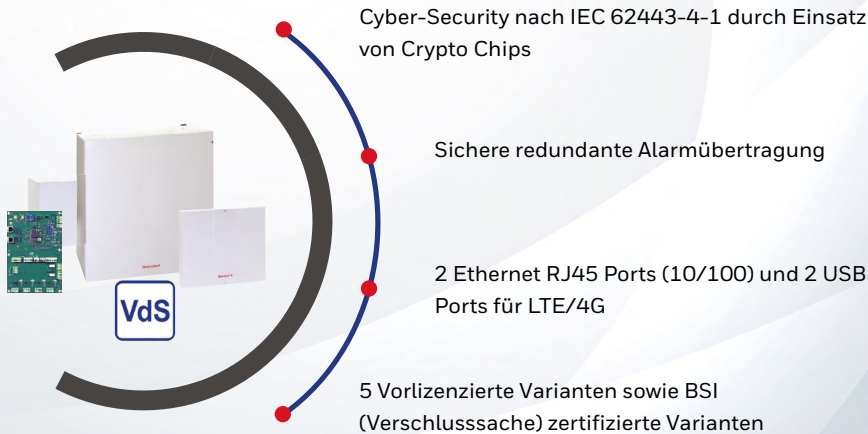 Cyber-Security nach IEC 62443-4-1 durch Einsatz
von Crypto Chips
Sichere redundante Alarmübertragung
2 Ethernet RJ45 Ports (10/100) und 2 USB
Ports für LTE/4G
5 Vorlizenzierte Varianten sowie BSI
(Verschlusssache) zertifizierte Varianten
VdS